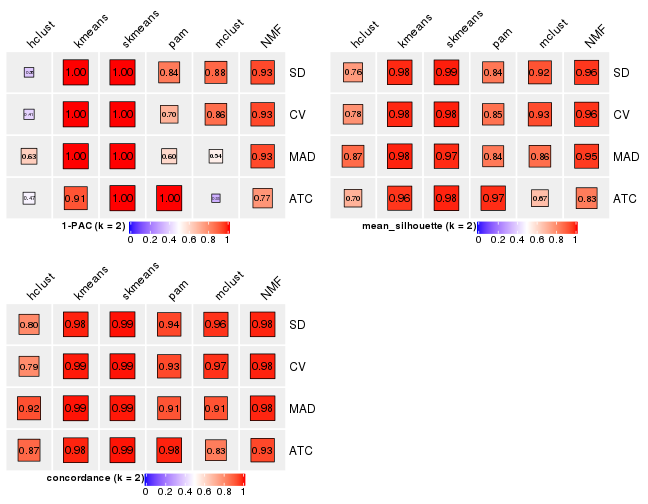 hclust kmeans skmeans pam mclust NMF
1.00 1.00 0.84 0.88 0.93 SD
0.41 1.00 1.00 0.70 0.86 0.93 CV
0.63 1.00 1.00 0.60 0.54 0.93 MAD
0.47 0.91 1.00 1.00 0.77 ATC
1-PAC (k = 2)
0 0.2 0.4 0.6 0.8 1
hclust kmeans skmeans pam mclust NMF
0.76 0.98 0.99 0.84 0.92 0.96 SD
0.78 0.98 0.98 0.85 0.93 0.96 CV
0.87 0.98 0.97 0.84 0.86 0.95 MAD
0.70 0.96 0.98 0.97 0.67 0.83 ATC
mean_silhouette (k = 2)
0 0.2 0.4 0.6 0.8 1
hclust kmeans skmeans pam mclust NMF
0.80 0.98 0.99 0.94 0.96 0.98 SD
0.79 0.99 0.99 0.93 0.97 0.98 CV
0.92 0.99 0.99 0.91 0.91 0.98 MAD
0.87 0.98 0.99 0.98 0.83 0.93 ATC
concordance (k = 2)
0 0.2 0.4 0.6 0.8 1